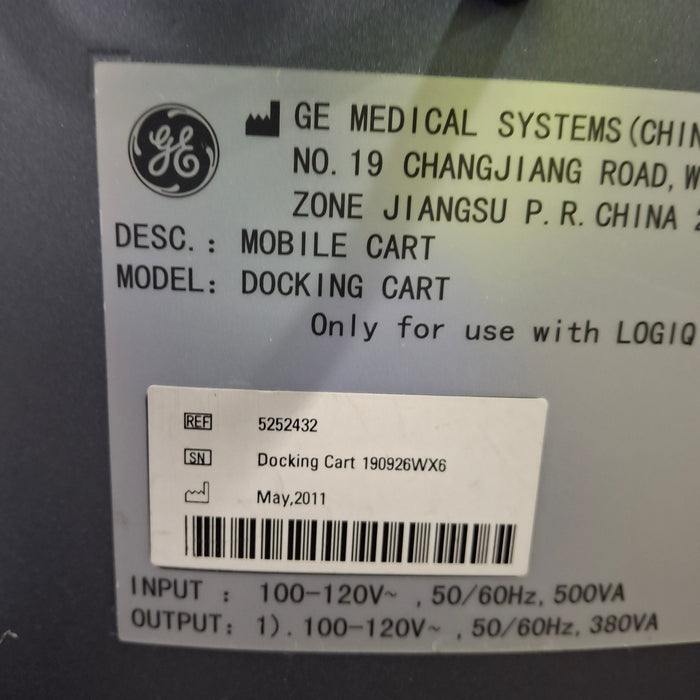 GE
GE MEDICAL SYSTEMS(CHIN
NO. 19 CHANGJIANG ROAD, W
ZONE JIANGSU P. R. CHINA
DESC.: MOBILE CART
MODEL: DOCKING CART
Only for use with LOGIQ
REF 5252432
SN Docking Cart 190926WX6
May,2011
INPUT : 100-120V~ , 50/60Hz, 500VA
OUTPUT: 1). 100-120V~ , 50/60Hz, 380VA